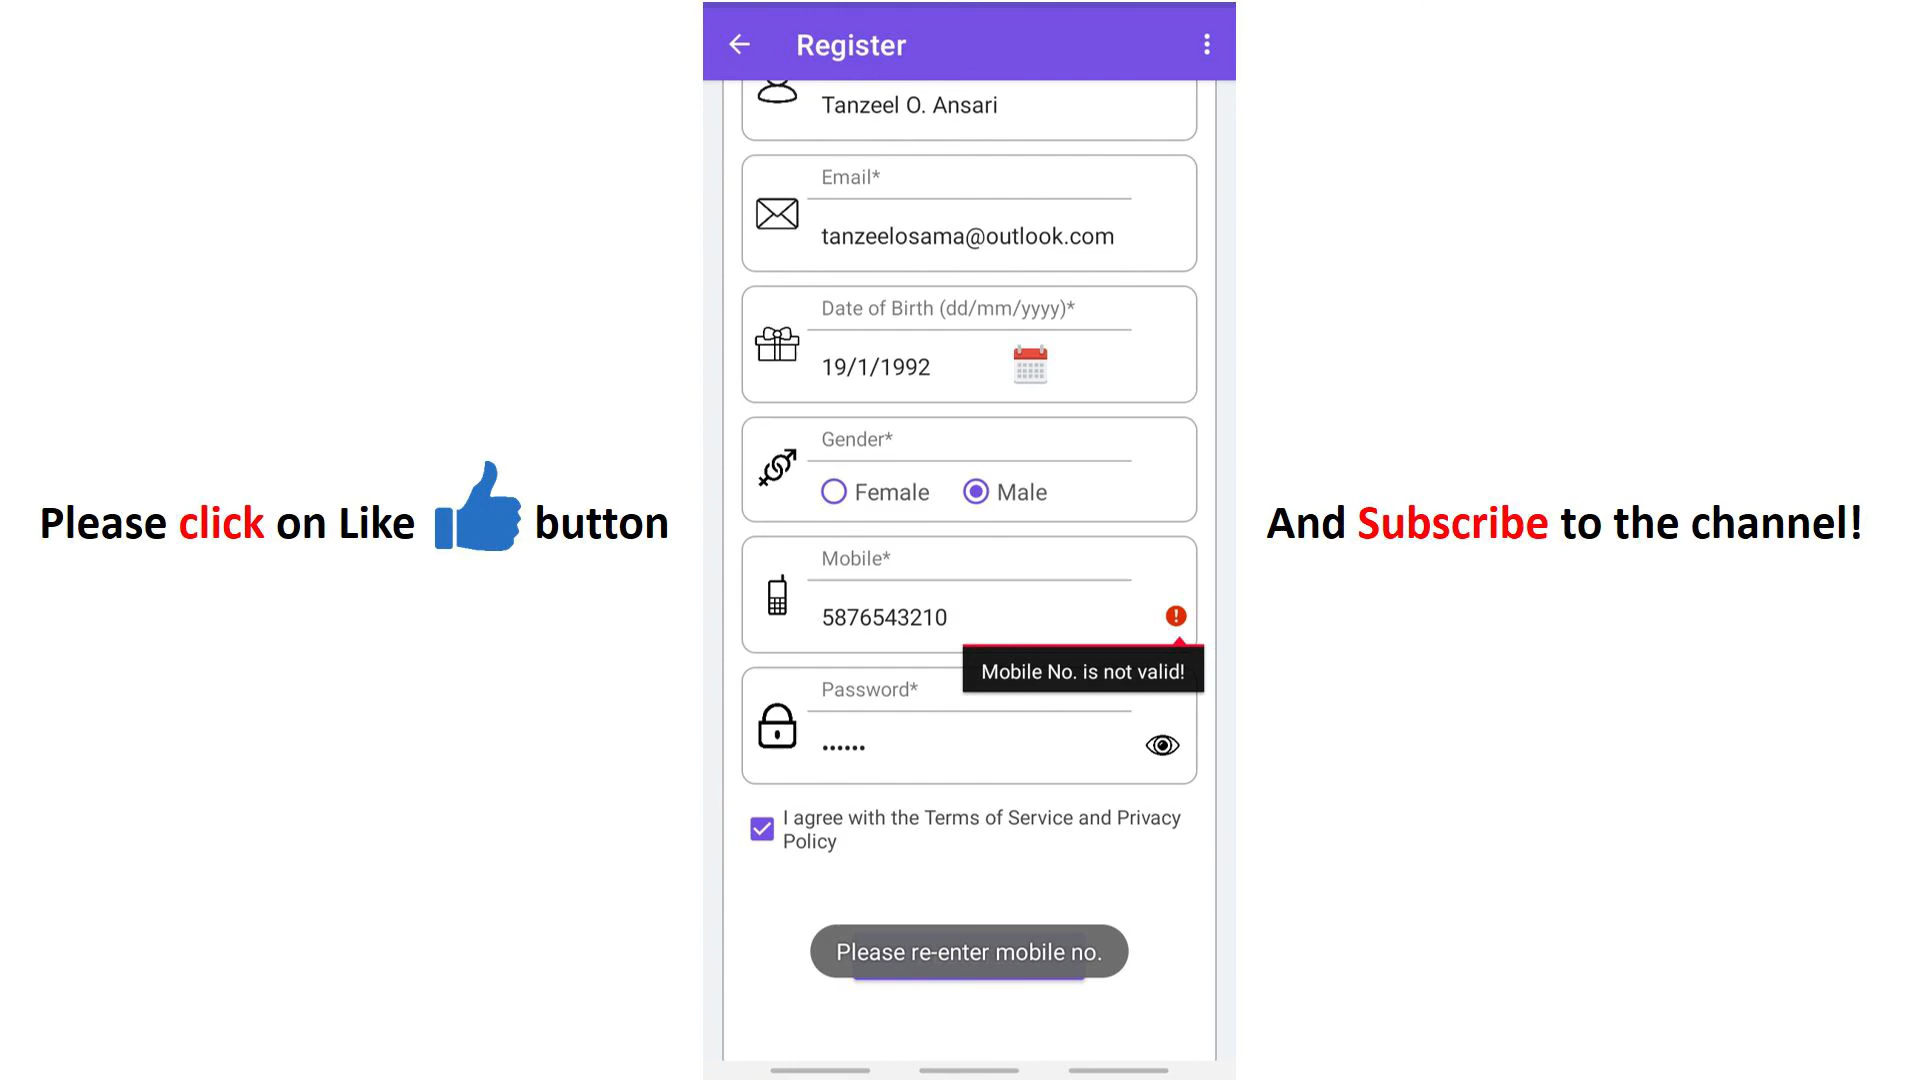 Register
Tanzeel O. Ansari
Email*
tanzeelosama@outlook.com
Date of Birth (dd/mm/yyyy)*
19/1/1992
Gender*
Female
Male
Please click on Like button
And Subscribe to the channel!
Mobile*
5876543210
Mobile No. is not valid!
Password*
I agree with the Terms of Service and Privacy
Policy
Please re-enter mobile no.